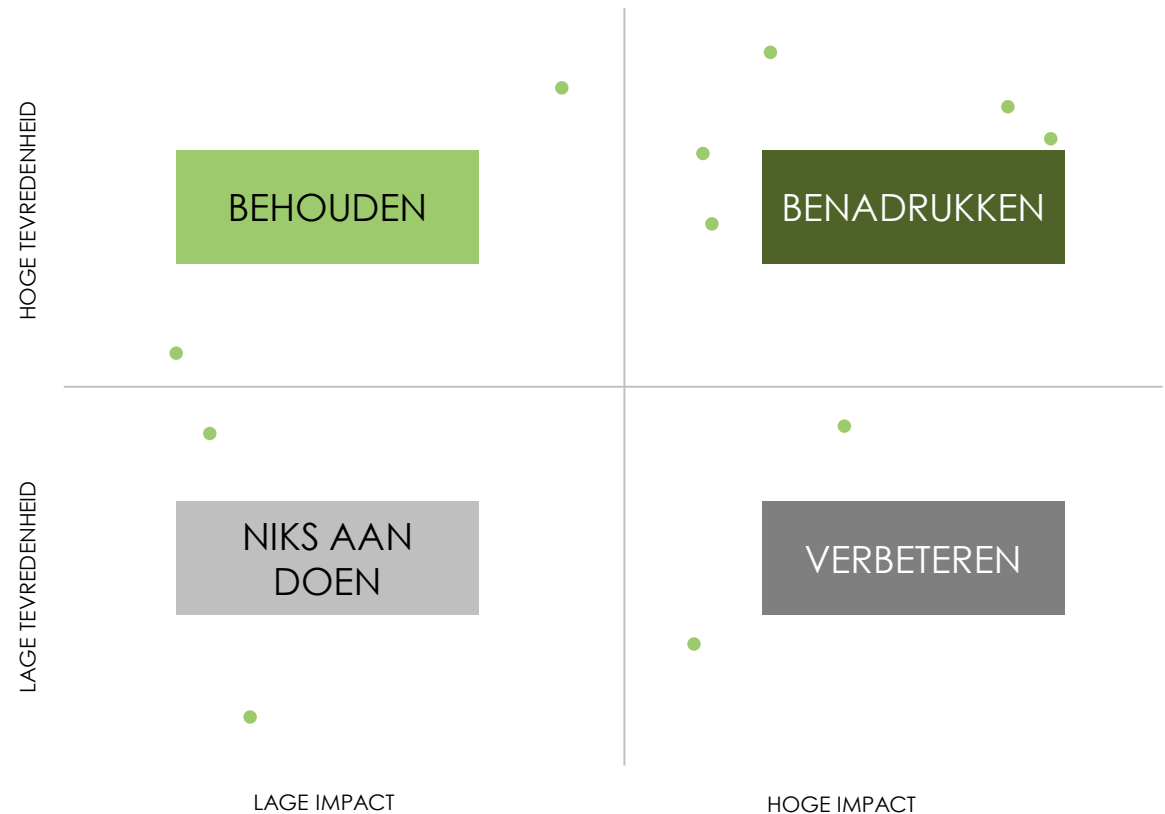 HOGE TEVREDENHEID
BEHOUDEN
BENADRUKKEN
LAGE TEVREDENHEID
NIKS AAN
DOEN
VERBETEREN
LAGE IMPACT
HOGE IMPACT